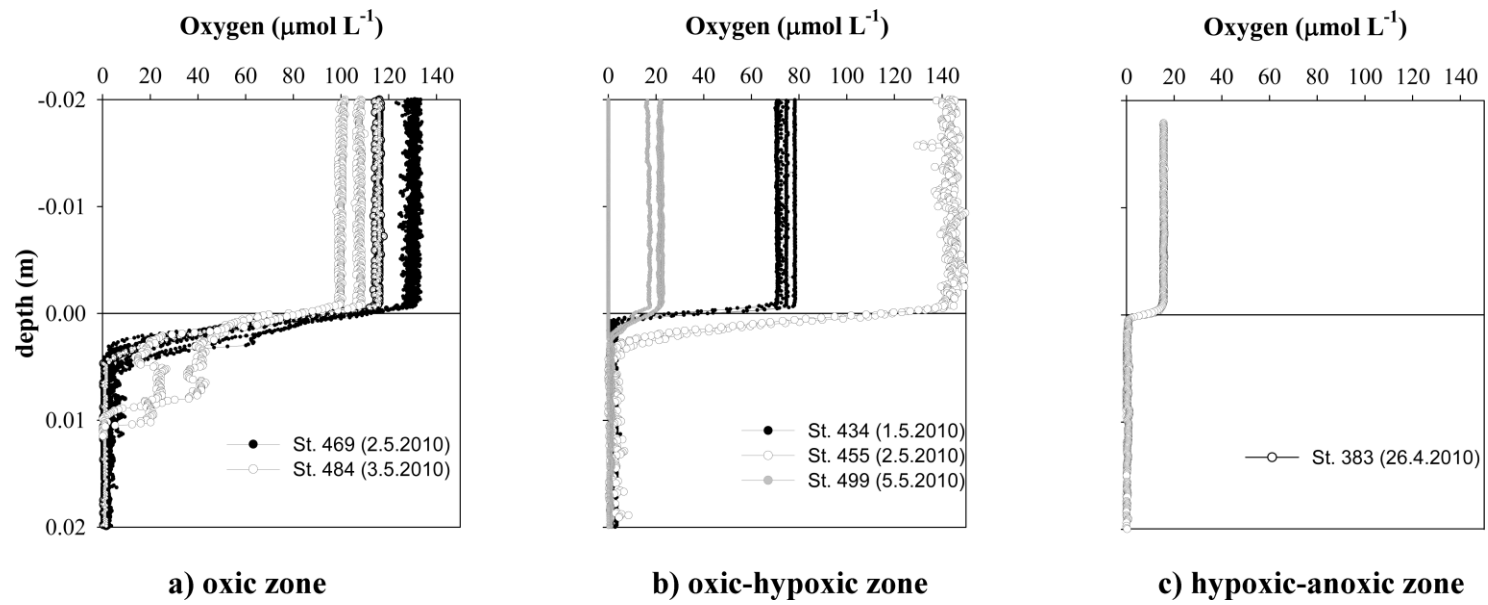 Oxygen (μmol L⁻¹)
0 20 40 60 80 100 120 140
-0.02
-0.01
0.00
0.01
0.02
depth (m)
St. 469 (2.5.2010)
St. 484 (3.5.2010)
a) oxic zone
Oxygen (μmol L⁻¹)
0 20 40 60 80 100 120 140
St. 434 (1.5.2010)
St. 455 (2.5.2010)
St. 499 (5.5.2010)
b) oxic-hypoxic zone
Oxygen (μmol L⁻¹)
0 20 40 60 80 100 120 140
St. 383 (26.4.2010)
c) hypoxic-anoxic zone